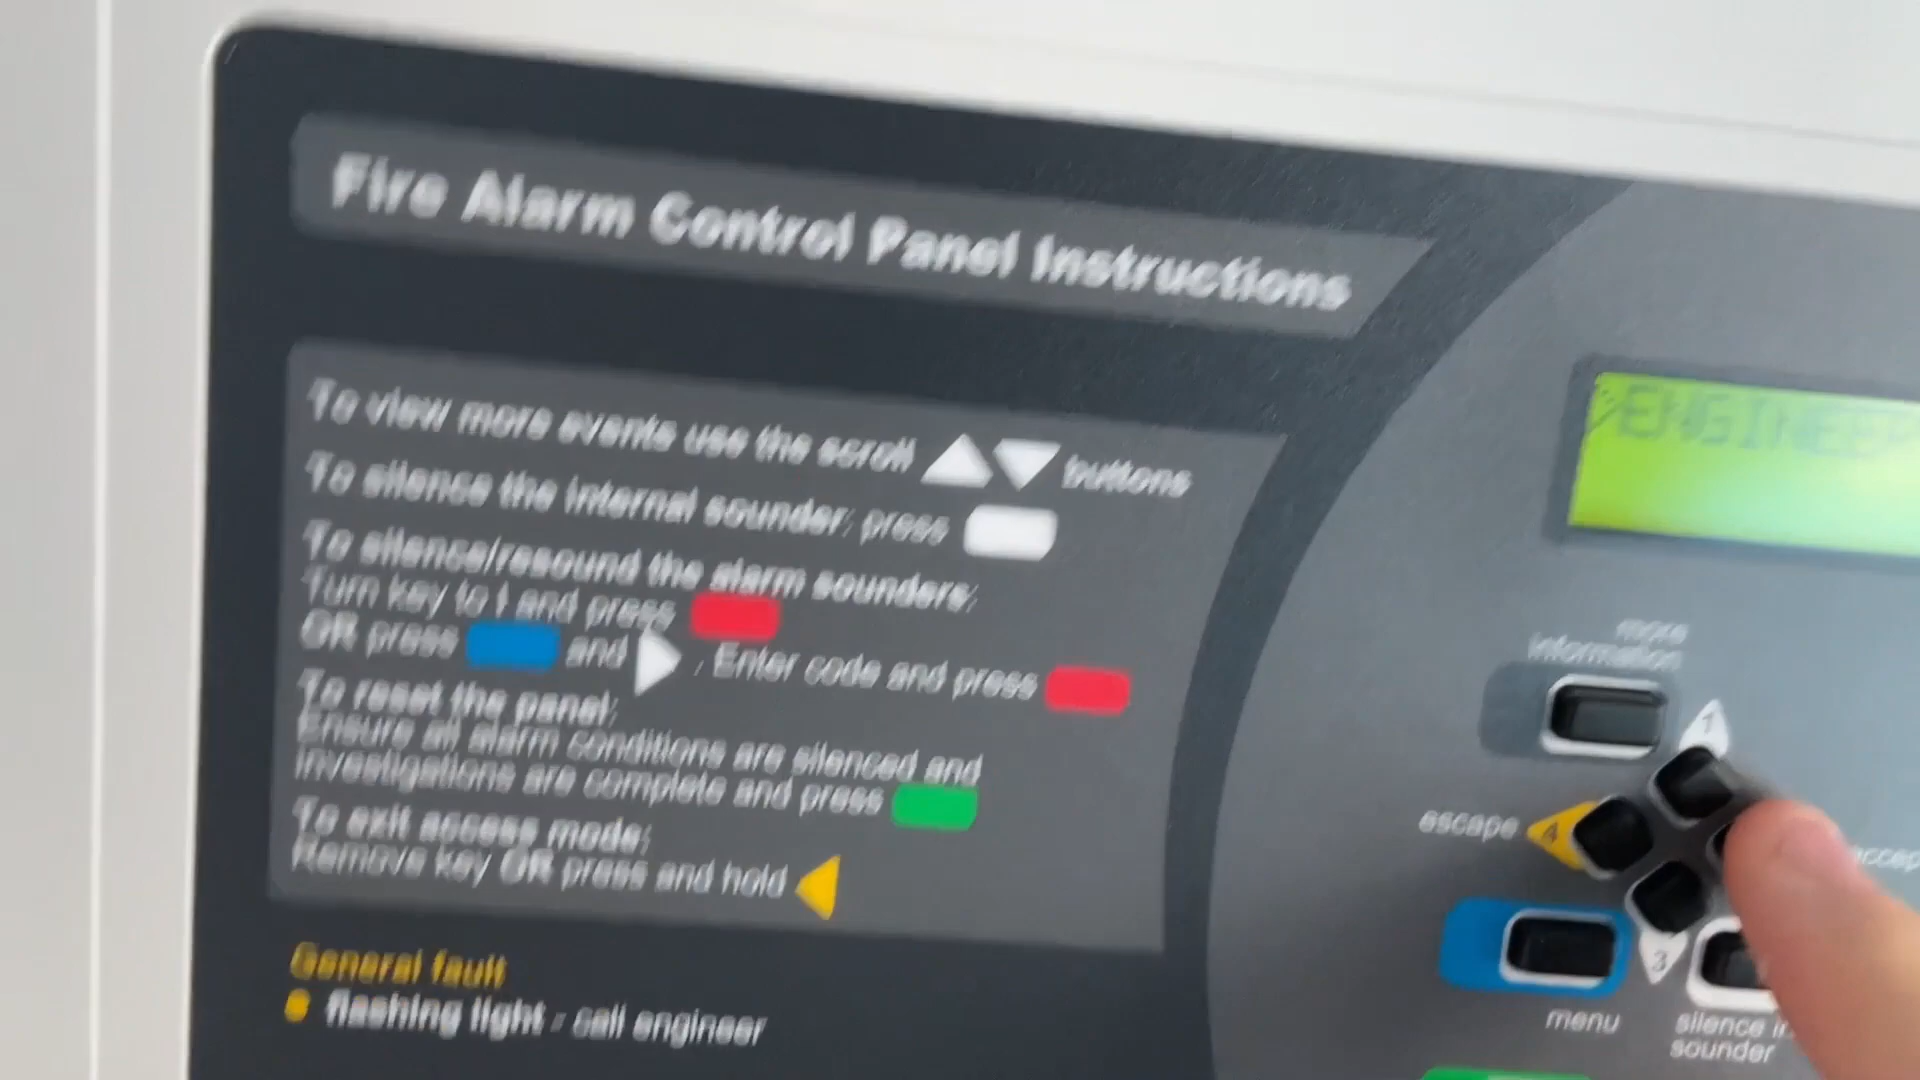 Fire Alarm Control Panel Instructions
To view more events use the scroll buttons
To silence the internal sounder; press
To silence/resound the alarm sounders;
Turn key to I and press
OR press and . Enter code and press
To reset the panel;
Ensure all alarm conditions are silenced and
investigations are complete and press
To exit access mode;
Remove key OR press and hold
General fault
flashing light - call engineer
ENGINEER
more
information
1
escape 4
3
menu
silence
sounder